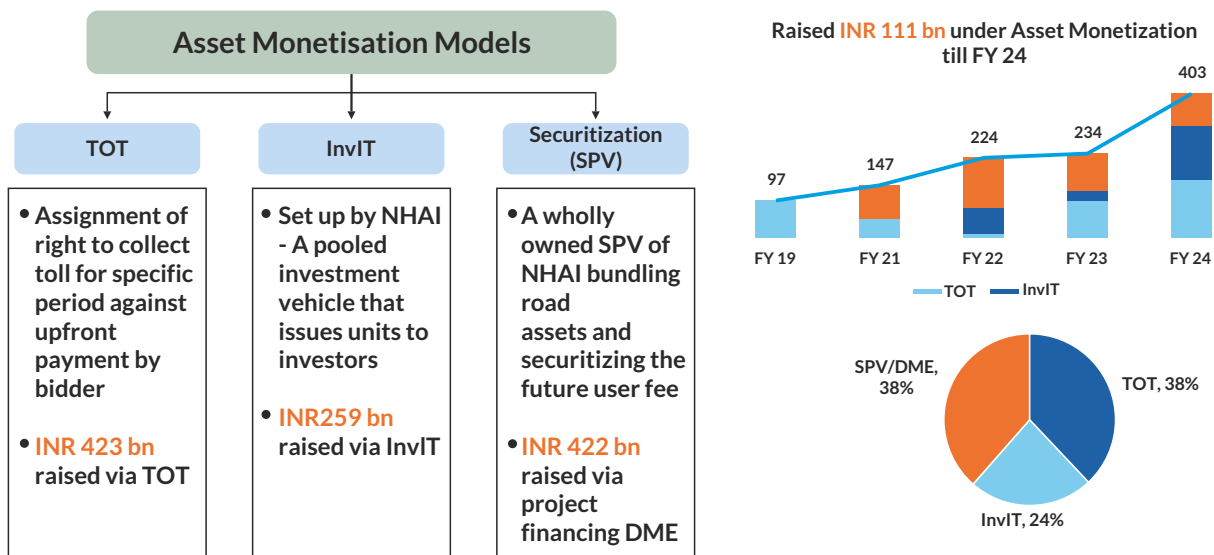 Asset Monetisation Models
TOT
• Assignment of
right to collect
toll for specific
period against
upfront
payment by
bidder
• INR 423 bn
raised via TOT
InvIT
• Set up by NHAI
- A pooled
investment
vehicle that
issues units to
investors
• INR259 bn
raised via InvIT
Securitization
(SPV)
• A wholly
owned SPV of
NHAI bundling
road
assets and
securitizing the
future user fee
• INR 422 bn
raised via
project
financing DME
Raised INR 111 bn under Asset Monetization
till FY 24
97
147
224
234
403
FY 19
FY 21
FY 22
FY 23
FY 24
TOT
InvIT
SPV/DME,
38%
TOT, 38%
InvIT, 24%